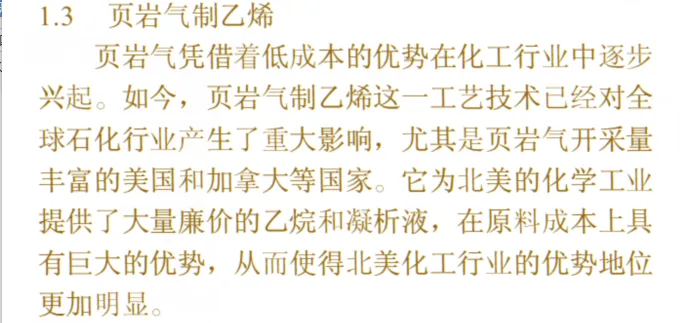 1.3 页岩气制乙烯
页岩气凭借着低成本的优势在化工行业中逐步
兴起。如今，页岩气制乙烯这一工艺技术已经对全
球石化行业产生了重大影响，尤其是页岩气开采量
丰富的美国和加拿大等国家。它为北美的化学工业
提供了大量廉价的乙烷和凝析液，在原料成本上具
有巨大的优势，从而使得北美化工行业的优势地位
更加明显。